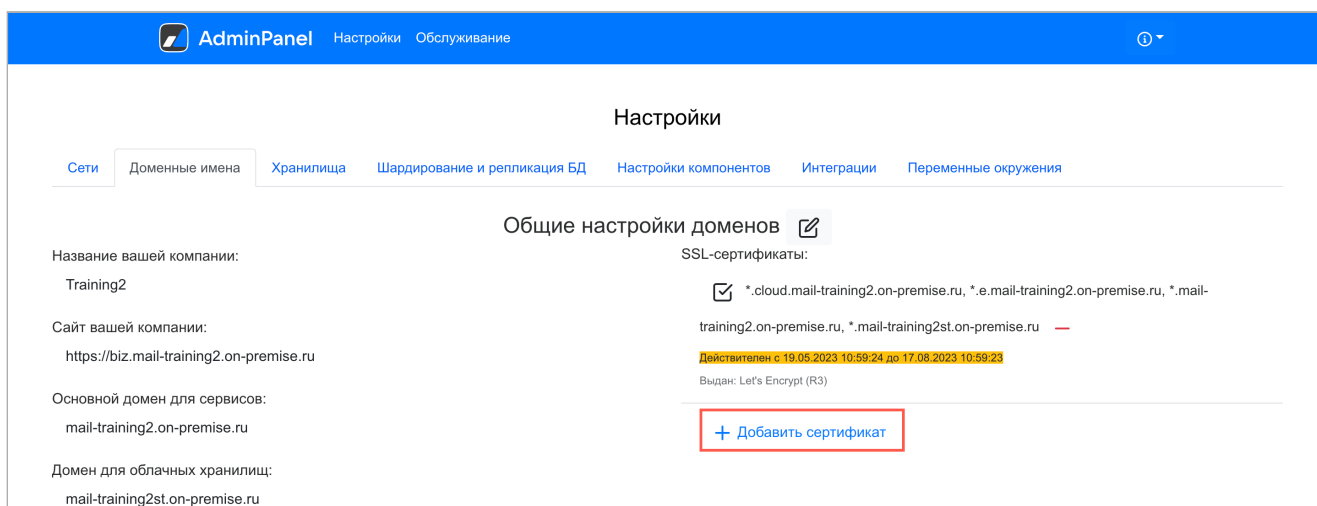 AdminPanel Настройки Обслуживание
Настройки
Сети Доменные имена Хранилища Шардирование и репликация БД Настройки компонентов Интеграции Переменные окружения
Общие настройки доменов
Название вашей компании:
Training2
Сайт вашей компании:
https://biz.mail-training2.on-premise.ru
Основной домен для сервисов:
mail-training2.on-premise.ru
Домен для облачных хранилищ:
mail-training2st.on-premise.ru
SSL-сертификаты:
*.cloud.mail-training2.on-premise.ru, *.e.mail-training2.on-premise.ru, *.mail-
training2.on-premise.ru, *.mail-training2st.on-premise.ru
Действителен с 19.05.2023 10:59:24 до 17.08.2023 10:59:23
Выдан: Let's Encrypt (R3)
+ Добавить сертификат